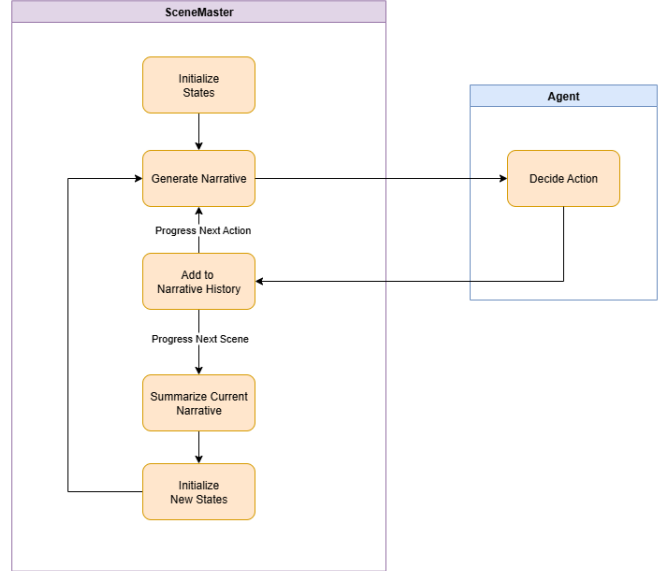 SceneMaster
Initialize
States
Agent
Generate Narrative
Decide Action
Progress Next Action
Add to
Narrative History
Progress Next Scene
Summarize Current
Narrative
Initialize
New States